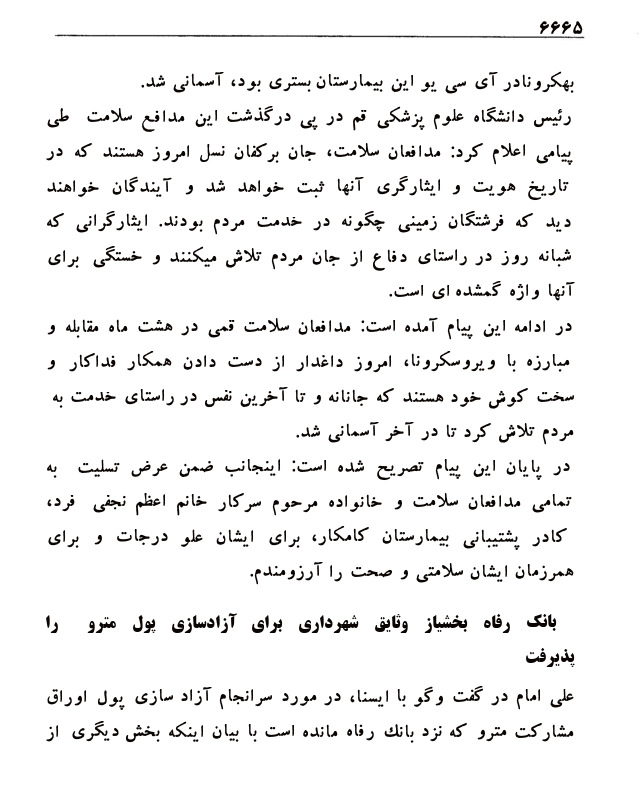 ۶۶۶۵
بهکرونادر آی سی یو این بیمارستان بستری بود، آسمانی شد.
رئیس دانشگاه علوم پزشکی قم در پی درگذشت این مدافع سلامت طی
پیامی اعلام کرد: مدافعان سلامت، جان برکفان نسل امروز هستند که در
تاریخ هویت و ایثارگری آنها ثبت خواهد شد و آیندگان خواهند
دید که فرشتگان زمینی چگونه در خدمت مردم بودند. ایثارگرانی که
شبانه روز در راستای دفاع از جان مردم تلاش میکنند و خستگی برای
آنها واژه گمشده ای است.
در ادامه این پیام آمده است: مدافعان سلامت قمی در هشت ماه مقابله و
مبارزه با ویروسکرونا، امروز داغدار از دست دادن همکار فداکار و
سخت کوش خود هستند که جانانه و تا آخرین نفس در راستای خدمت به
مردم تلاش کرد تا در آخر آسمانی شد.
در پایان این پیام تصریح شده است: اینجانب ضمن عرض تسلیت به
تمامی مدافعان سلامت و خانواده مرحوم سرکار خانم اعظم نجفی فرد،
کادر پشتیبانی بیمارستان کامکار، برای ایشان علو درجات و برای
همرزمان ایشان سلامتی و صحت را آرزومندم.
بانک رفاه بخشیاز وثایق شهرداری برای آزادسازی پول مترو را
پذیرفت
علی امام در گفت وگو با ایسنا، در مورد سرانجام آزاد سازی پول اوراق
مشارکت مترو که نزد بانک رفاه مانده است با بیان اینکه بخش دیگری از